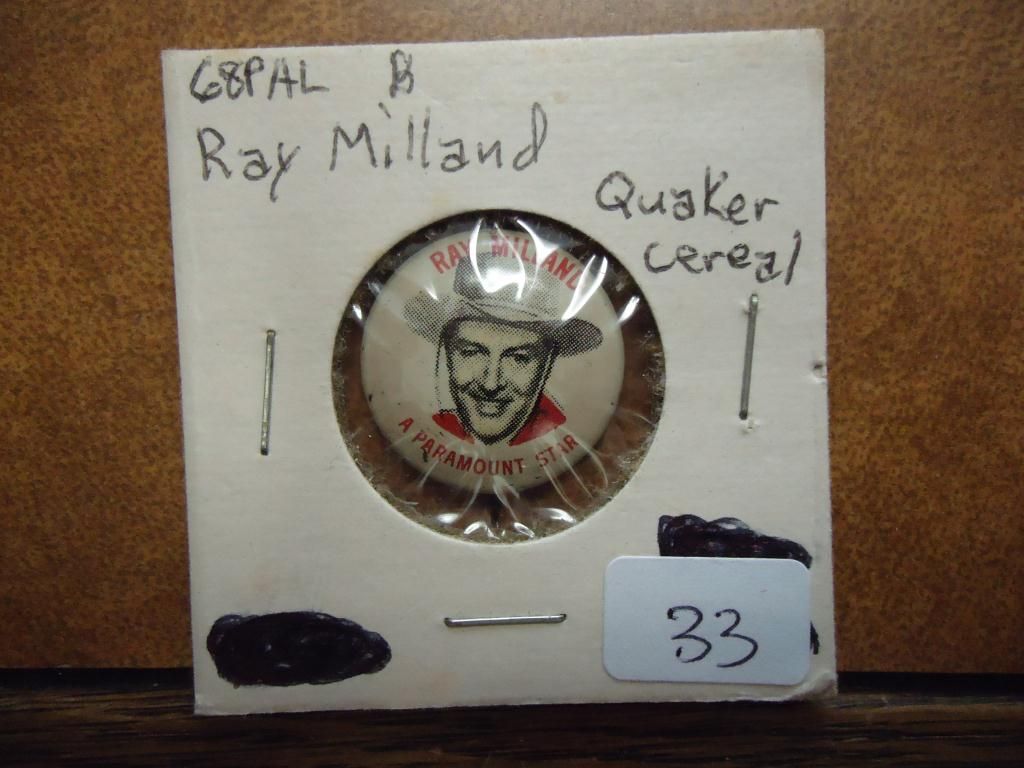 68PAL B
Ray Milland
Quaker
cereal
RAY MILLAND
A PARAMOUNT STAR
33